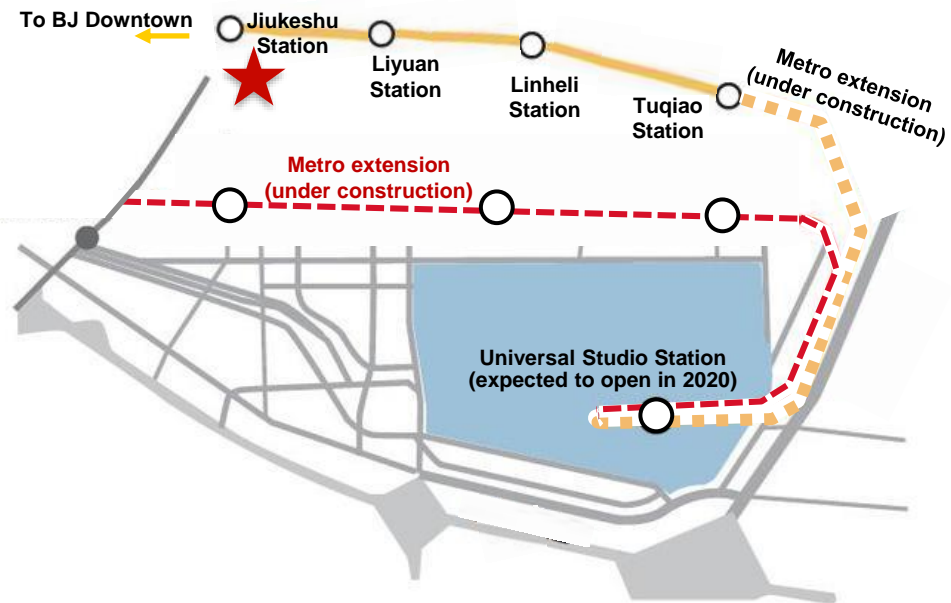 To BJ Downtown
Jiukeshu
Station
Liyuan
Station
Linheli
Station
Tuqiao
Station
Metro extension
(under construction)
Metro extension
(under construction)
Universal Studio Station
(expected to open in 2020)